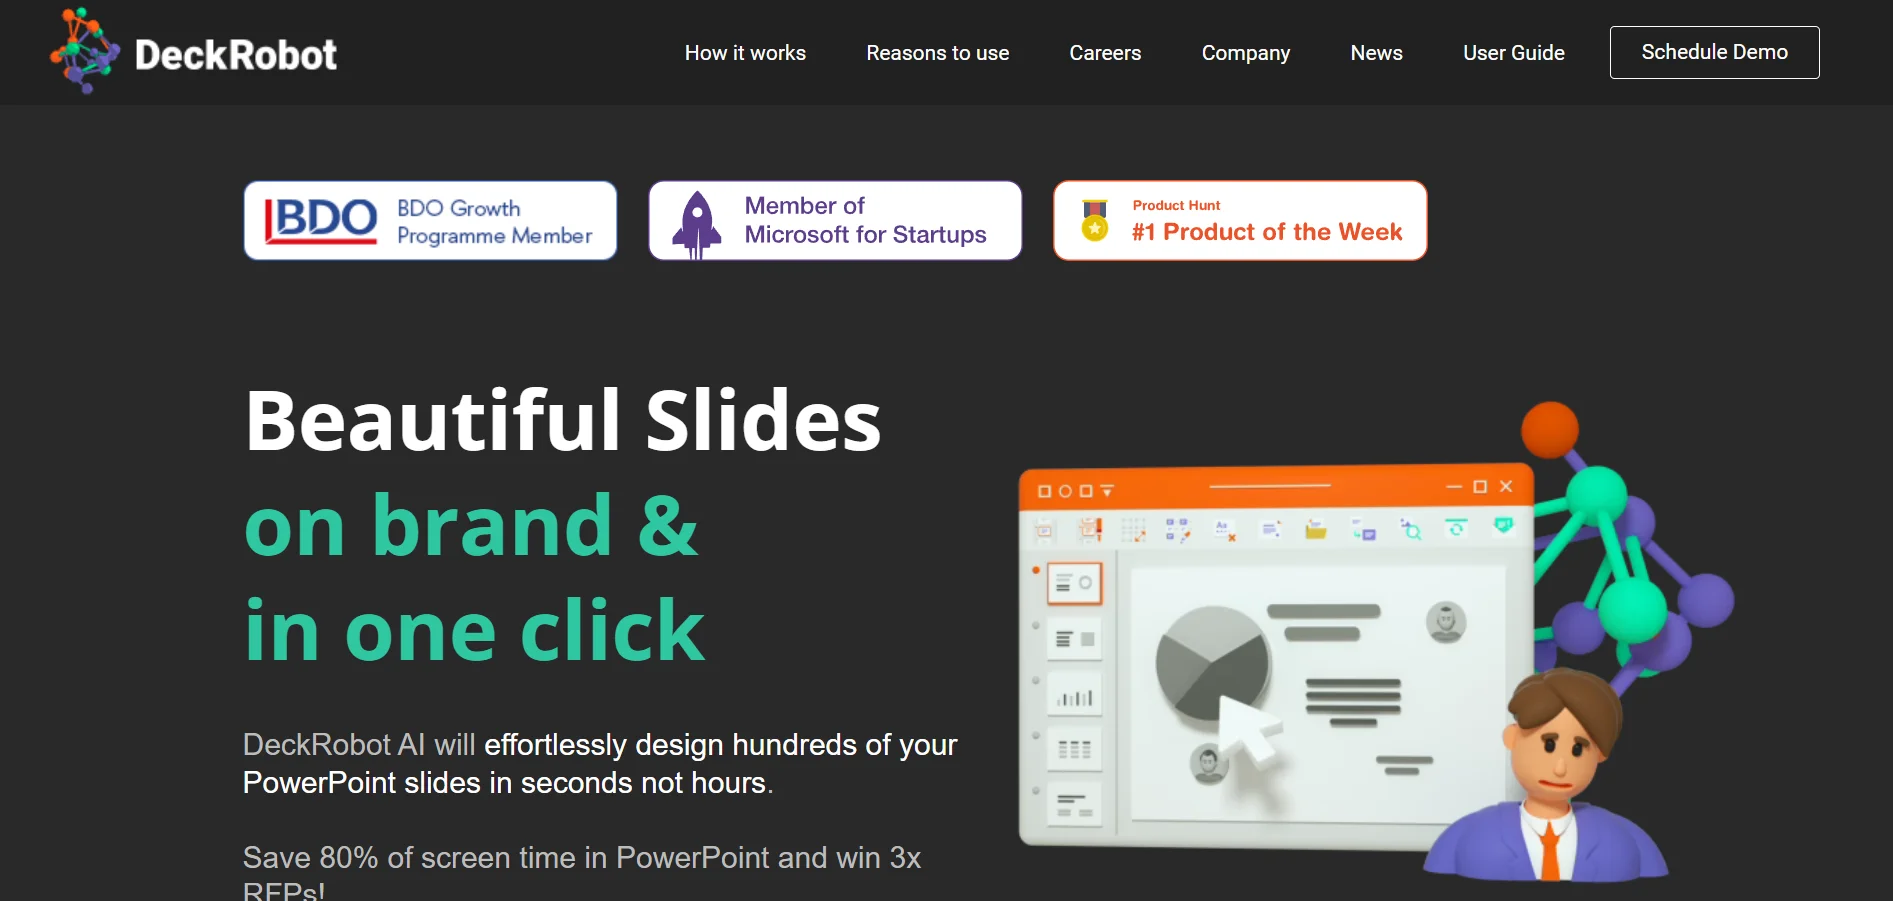 DeckRobot
How it works
Reasons to use
Careers
Company
News
User Guide
Schedule Demo
BDO
BDO Growth
Programme Member
Member of
Microsoft for Startups
Product Hunt
#1 Product of the Week
Beautiful Slides
on brand &
in one click
DeckRobot AI will effortlessly design hundreds of your
PowerPoint slides in seconds not hours.
Save 80% of screen time in PowerPoint and win 3x
RFPs!
Aa